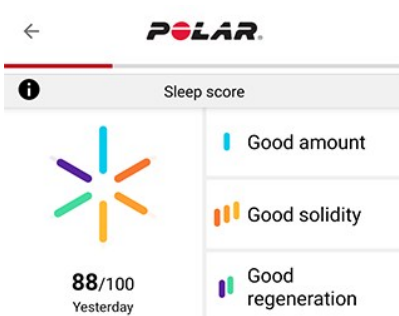 POLAR.
Sleep score
Good amount
Good solidity
88/100
Yesterday
Good
regeneration